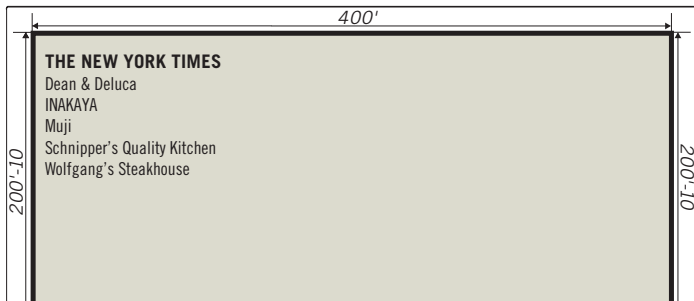 400'
THE NEW YORK TIMES
Dean & Deluca
INAKAYA
Muji
Schnipper's Quality Kitchen
Wolfgang's Steakhouse
200'-10
200'-10